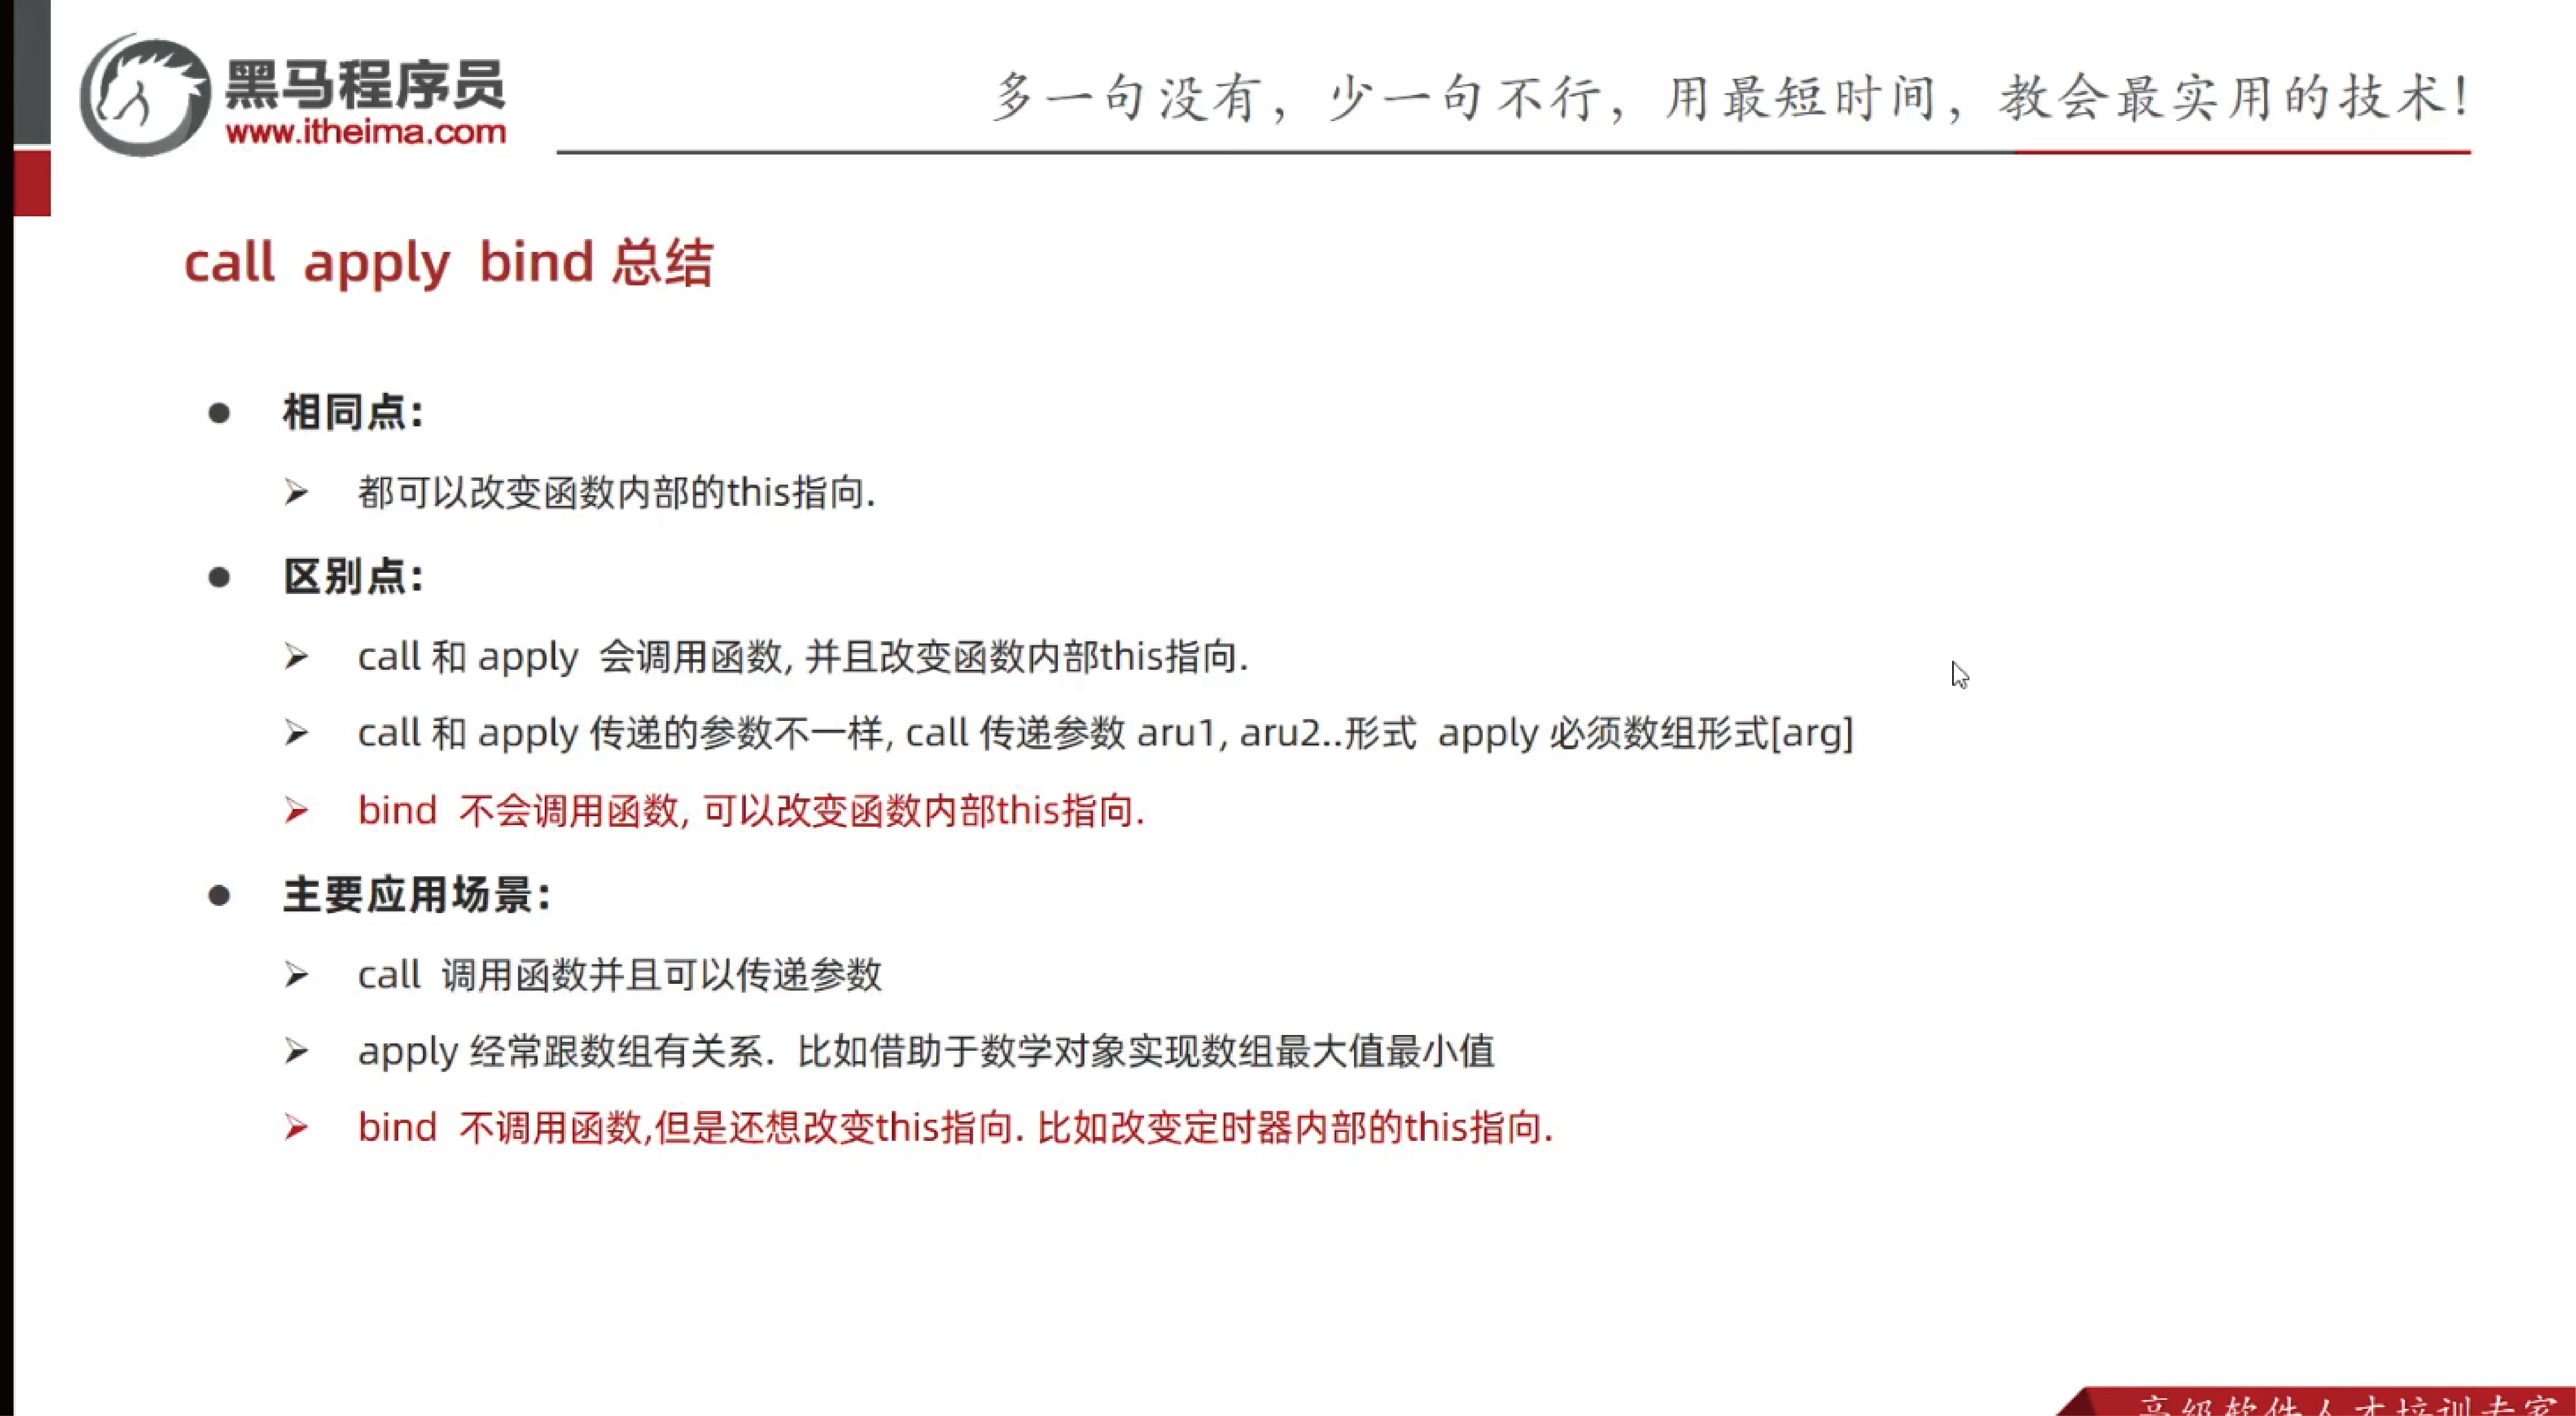 黑马程序员
www.itheima.com
多一句没有，少一句不行，用最短时间，教会最实用的技术！
call apply bind 总结
相同点：
都可以改变函数内部的this指向.
区别点：
call 和 apply 会调用函数, 并且改变函数内部this指向.
call 和 apply 传递的参数不一样, call 传递参数 aru1, aru2..形式 apply 必须数组形式[arg]
bind 不会调用函数, 可以改变函数内部this指向.
主要应用场景：
call 调用函数并且可以传递参数
apply 经常跟数组有关系. 比如借助于数学对象实现数组最大值最小值
bind 不调用函数,但是还想改变this指向. 比如改变定时器内部的this指向.
高级软件人才培训专家